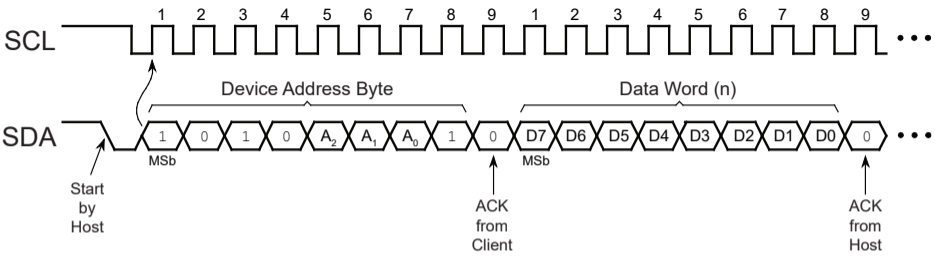 1 2 3 4 5 6 7 8 9 1 2 3 4 5 6 7 8 9
SCL
Device Address Byte Data Word (n)
SDA 1 0 1 0 A2 A1 A0 1 0 D7 D6 D5 D4 D3 D2 D1 D0 0
MSb MSb
Start
by
Host
ACK
from
Client
ACK
from
Host